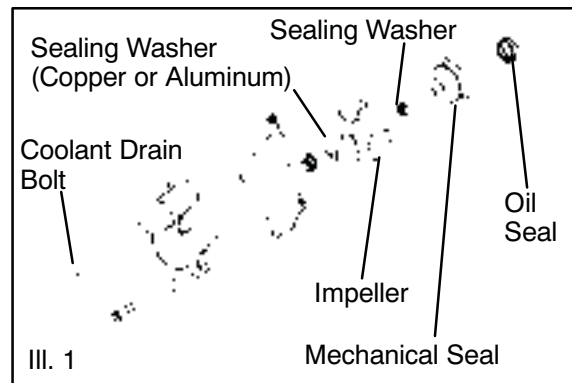 Sealing Washer
Sealing Washer
(Copper or Aluminum)
Coolant Drain
Bolt
Oil
Seal
Impeller
Mechanical Seal
Ill. 1